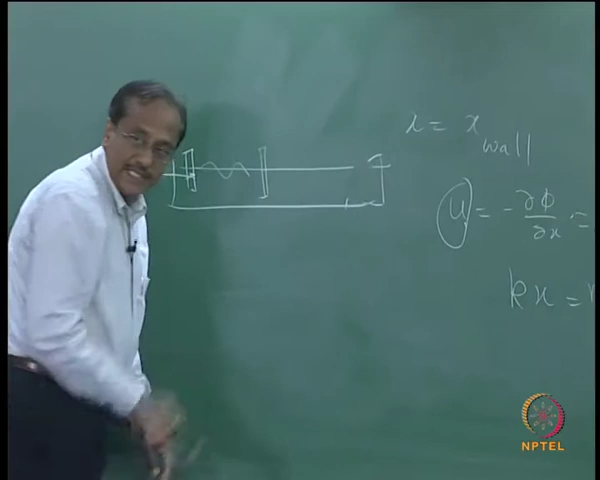 x = x wall
u = - ∂ϕ/∂x =
kx = n
NPTEL